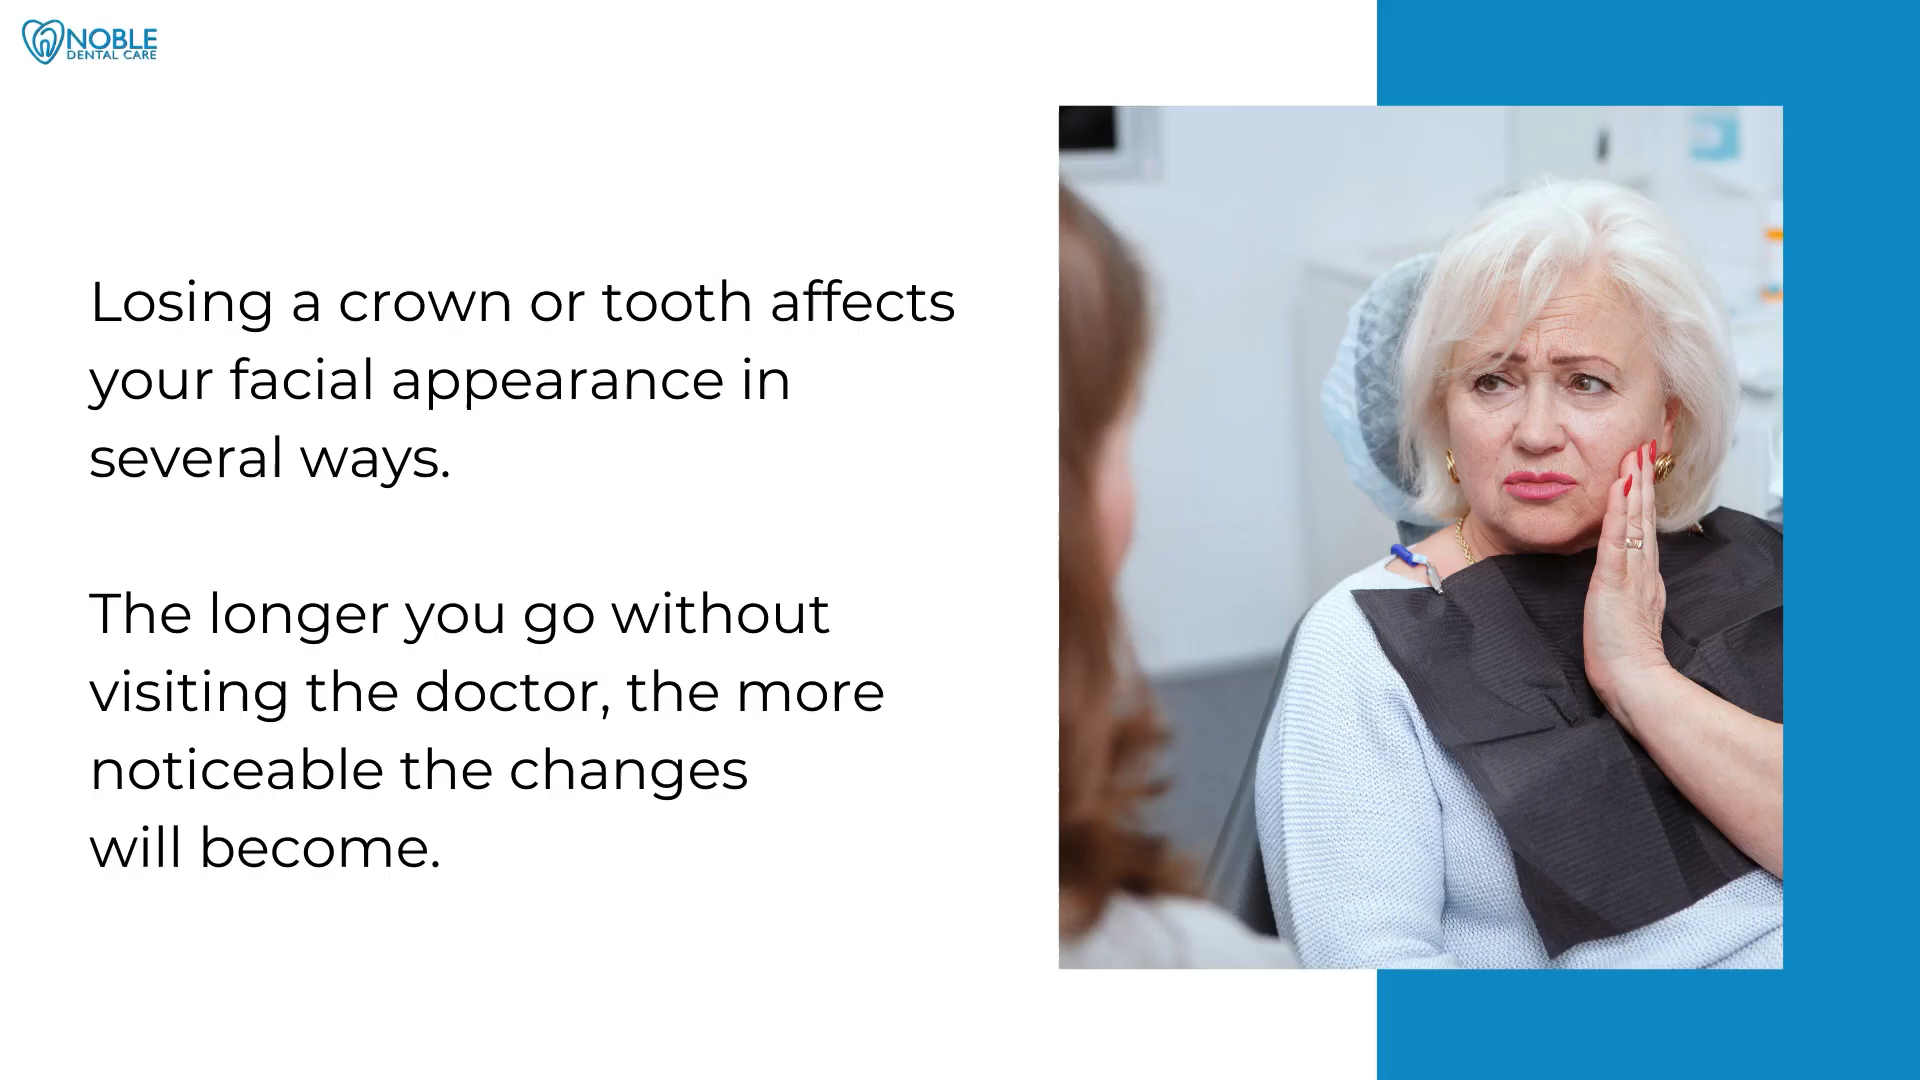 NOBLE
DENTAL CARE
Losing a crown or tooth affects
your facial appearance in
several ways.
The longer you go without
visiting the doctor, the more
noticeable the changes
will become.